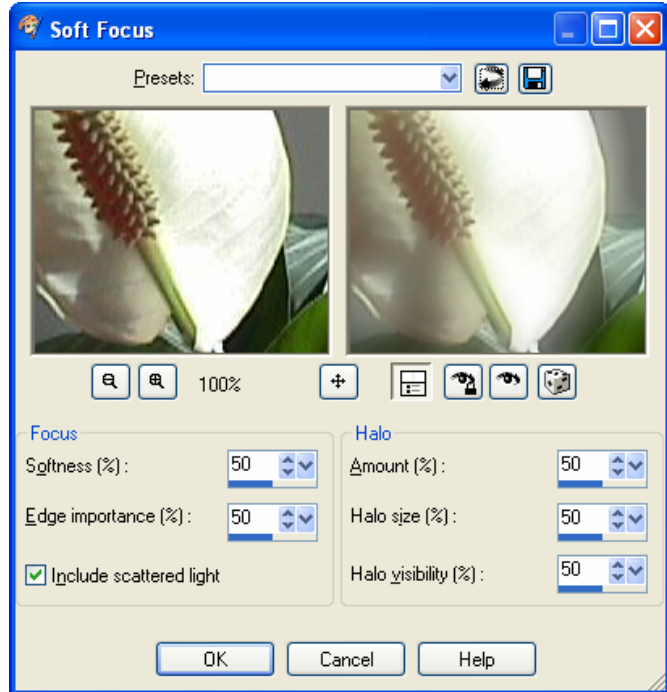 Soft Focus
Presets:
100%
Focus
Softness (%) : 50
Edge importance (%) : 50
Include scattered light
Halo
Amount (%) : 50
Halo size (%) : 50
Halo visibility (%) : 50
OK Cancel Help